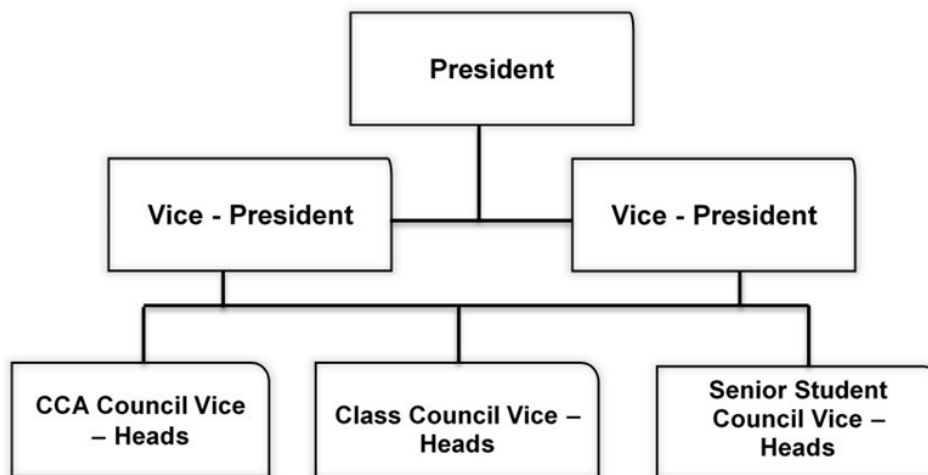 President
Vice - President
Vice - President
CCA Council Vice
– Heads
Class Council Vice –
Heads
Senior Student
Council Vice –
Heads